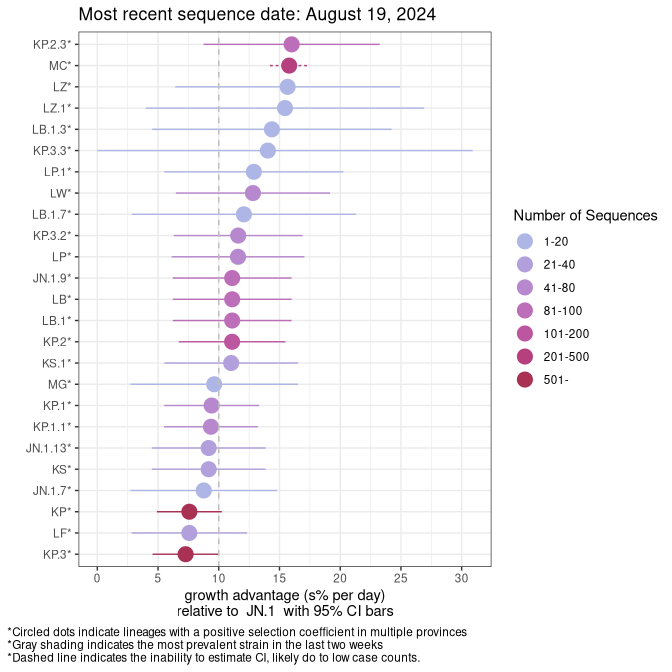 Most recent sequence date: August 19, 2024
KP.2.3*
MC*
LZ*
LZ.1*
LB.1.3*
KP.3.3*
LP.1*
LW*
LB.1.7*
KP.3.2*
LP*
JN.1.9*
LB*
LB.1*
KP.2*
KS.1*
MG*
KP.1*
KP.1.1*
JN.1.13*
KS*
JN.1.7*
KP*
LF*
KP.3*
0 5 10 15 20 25 30
growth advantage (s% per day)
relative to JN.1 with 95% CI bars
Number of Sequences
1-20
21-40
41-80
81-100
101-200
201-500
501-
*Circled dots indicate lineages with a positive selection coefficient in multiple provinces
*Gray shading indicates the most prevalent strain in the last two weeks
*Dashed line indicates the inability to estimate CI, likely do to low case counts.